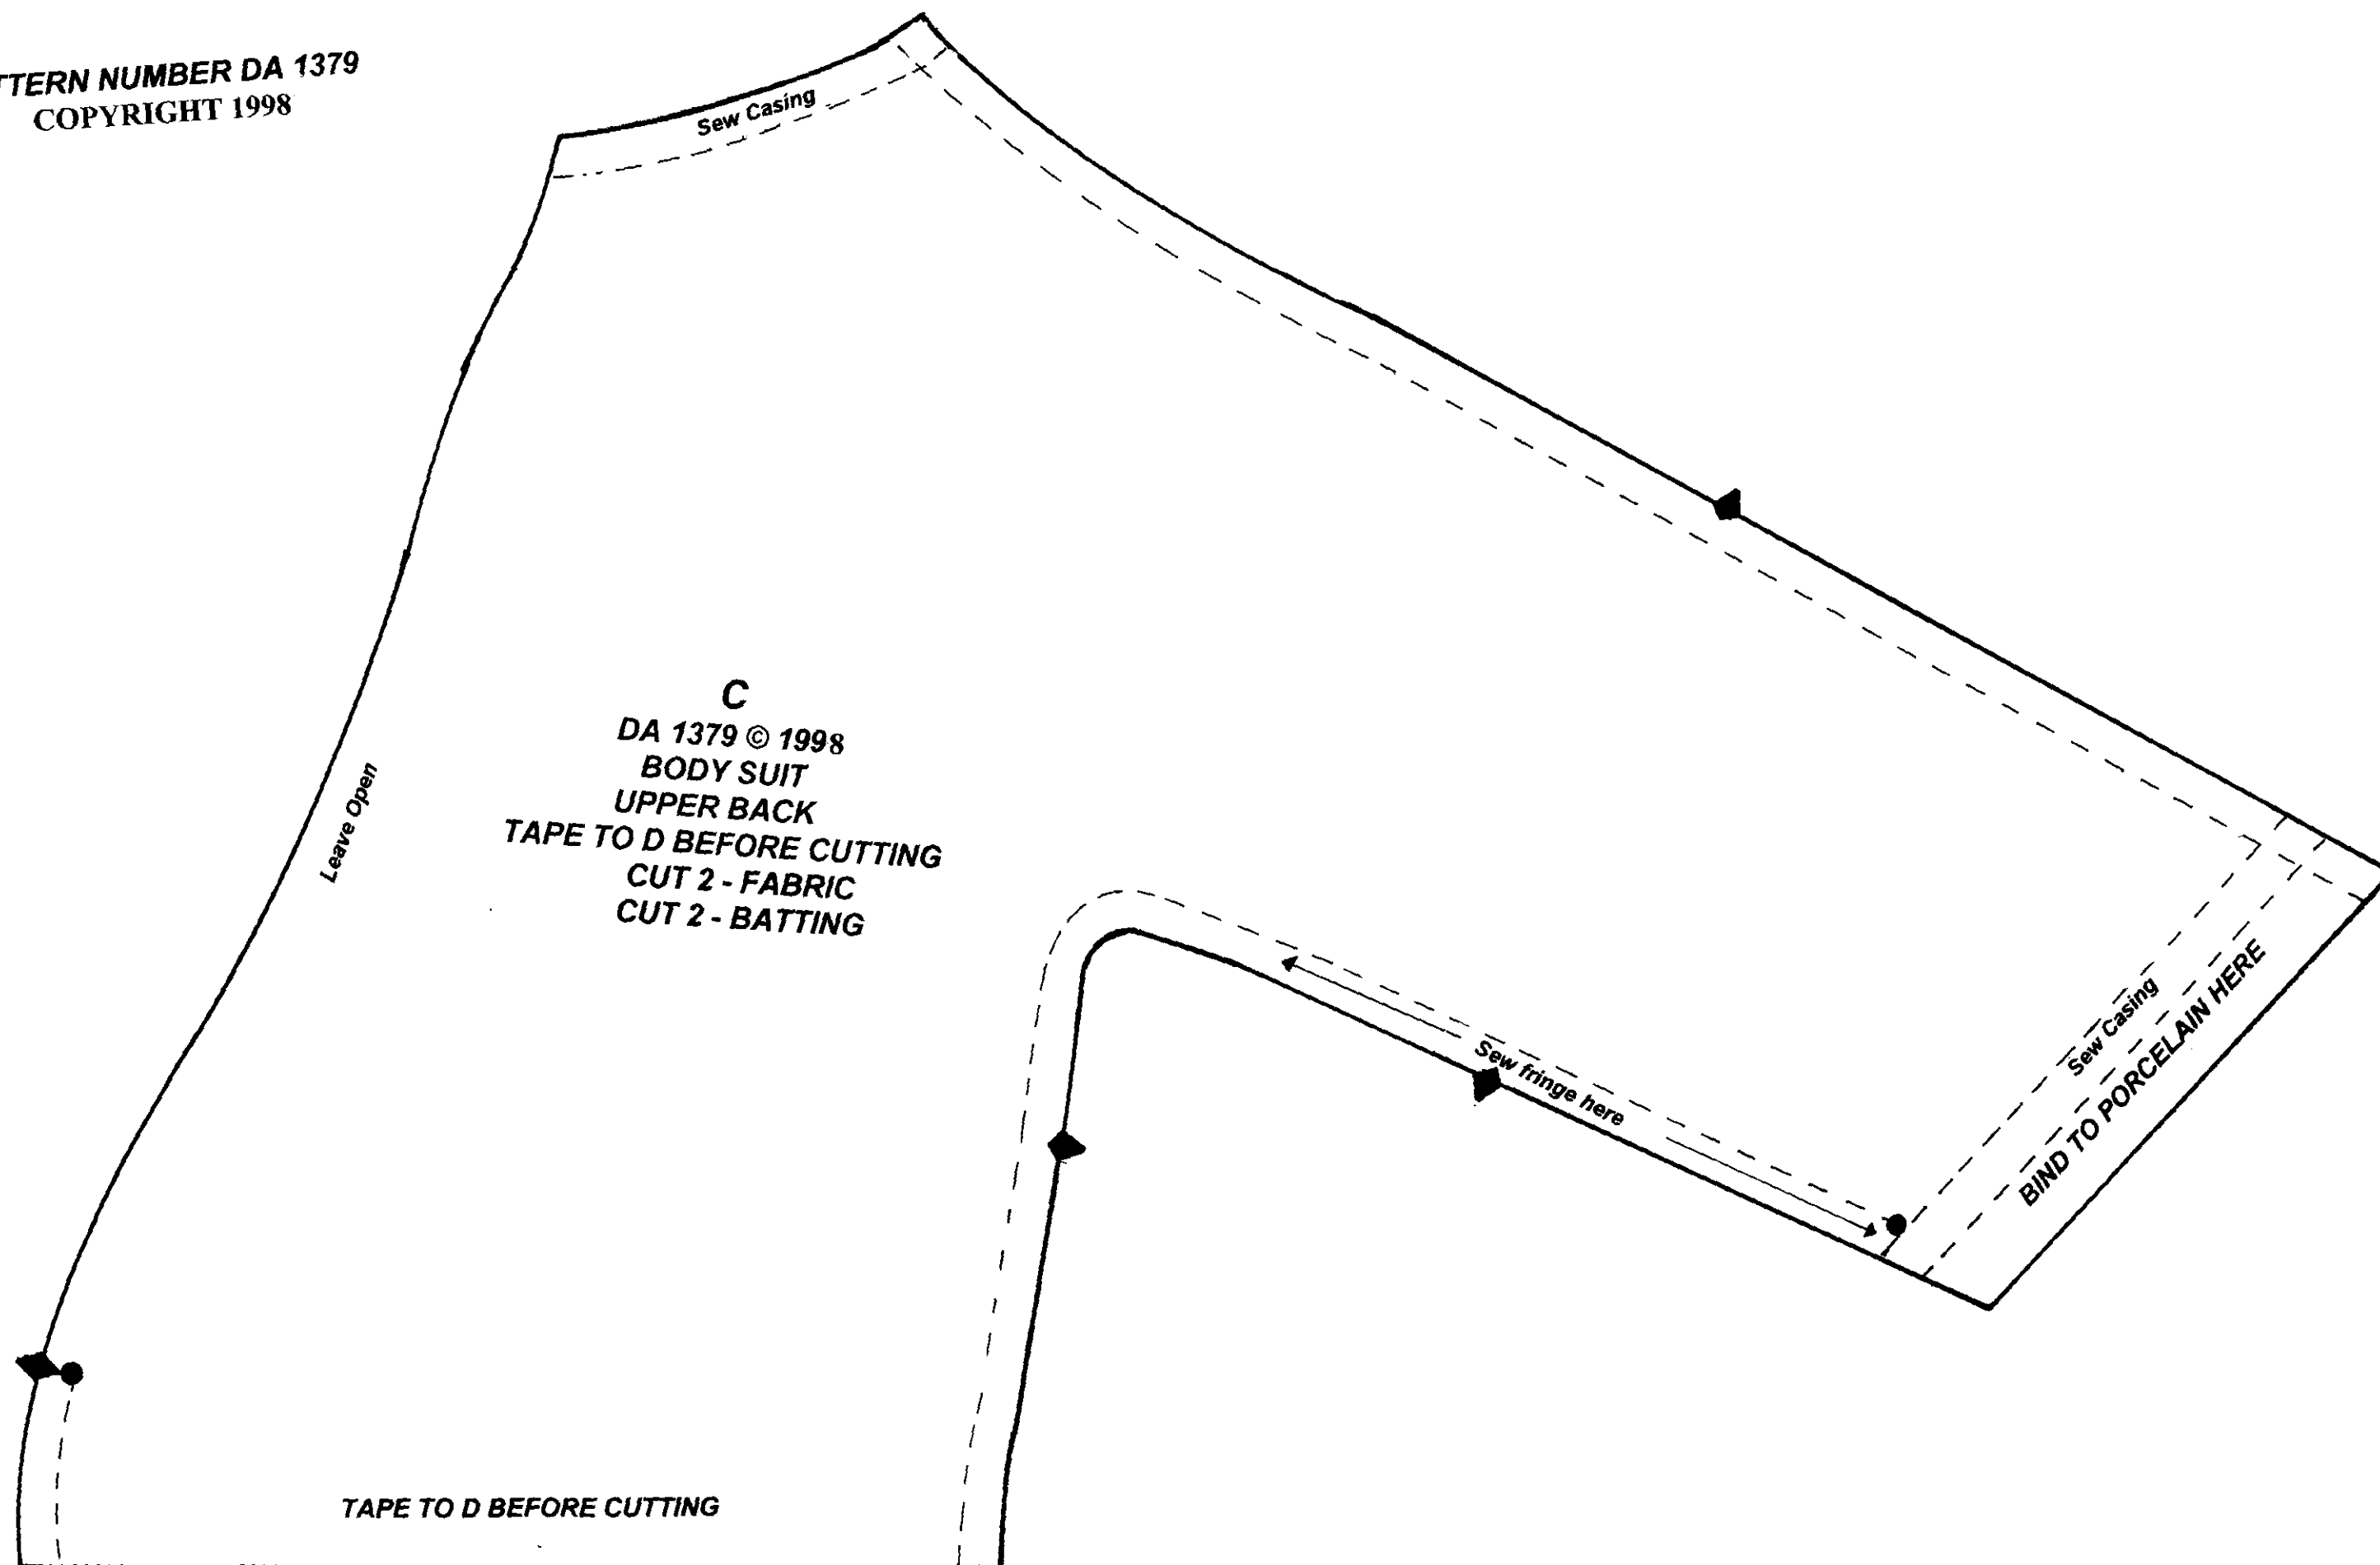 TTERN NUMBER DA 1379
COPYRIGHT 1998
Sew Casing
Leave Open
C
DA 1379 © 1998
BODY SUIT
UPPER BACK
TAPE TO D BEFORE CUTTING
CUT 2 - FABRIC
CUT 2 - BATTING
Sew fringe here
Sew Casing
BIND TO PORCELAIN HERE
TAPE TO D BEFORE CUTTING